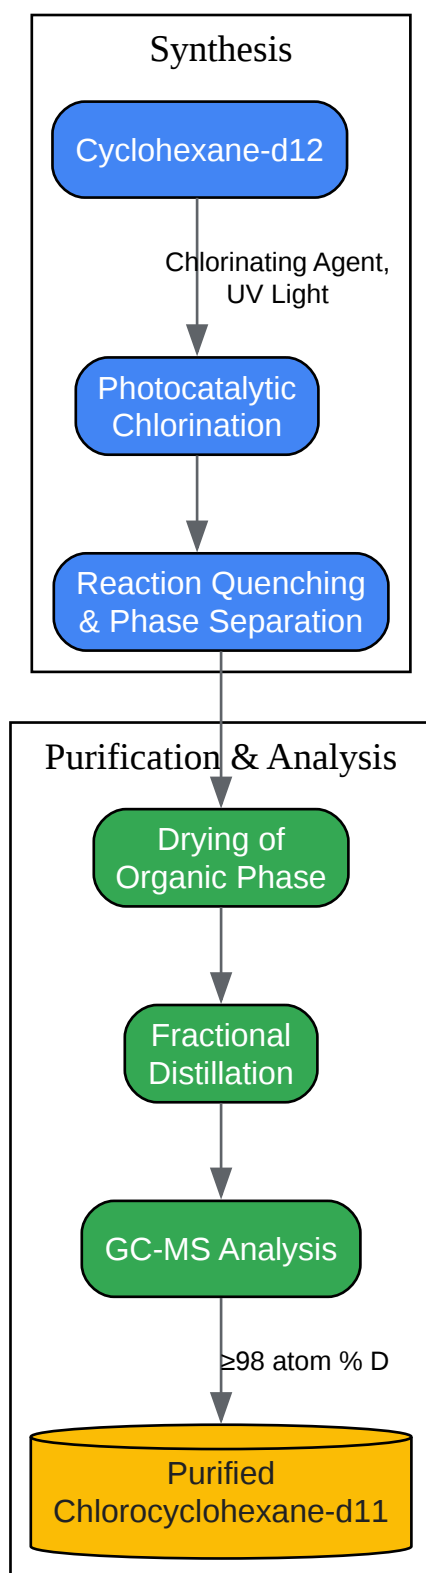 Synthesis
Cyclohexane-d12
Chlorinating Agent,
UV Light
Photocatalytic
Chlorination
Reaction Quenching
& Phase Separation
Purification & Analysis
Drying of
Organic Phase
Fractional
Distillation
GC-MS Analysis
≥98 atom % D
Purified
Chlorocyclohexane-d11